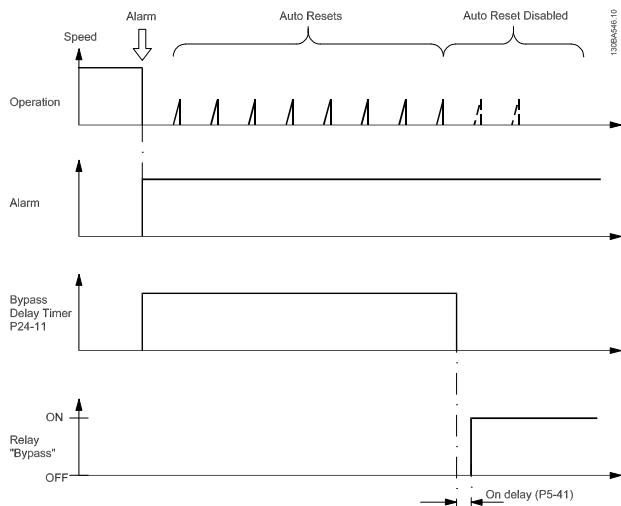 Alarm
Auto Resets
Auto Reset Disabled
130BA546.10
Speed
Operation
Alarm
Bypass
Delay Timer
P24-11
ON
Relay
"Bypass"
OFF
On delay (P5-41)